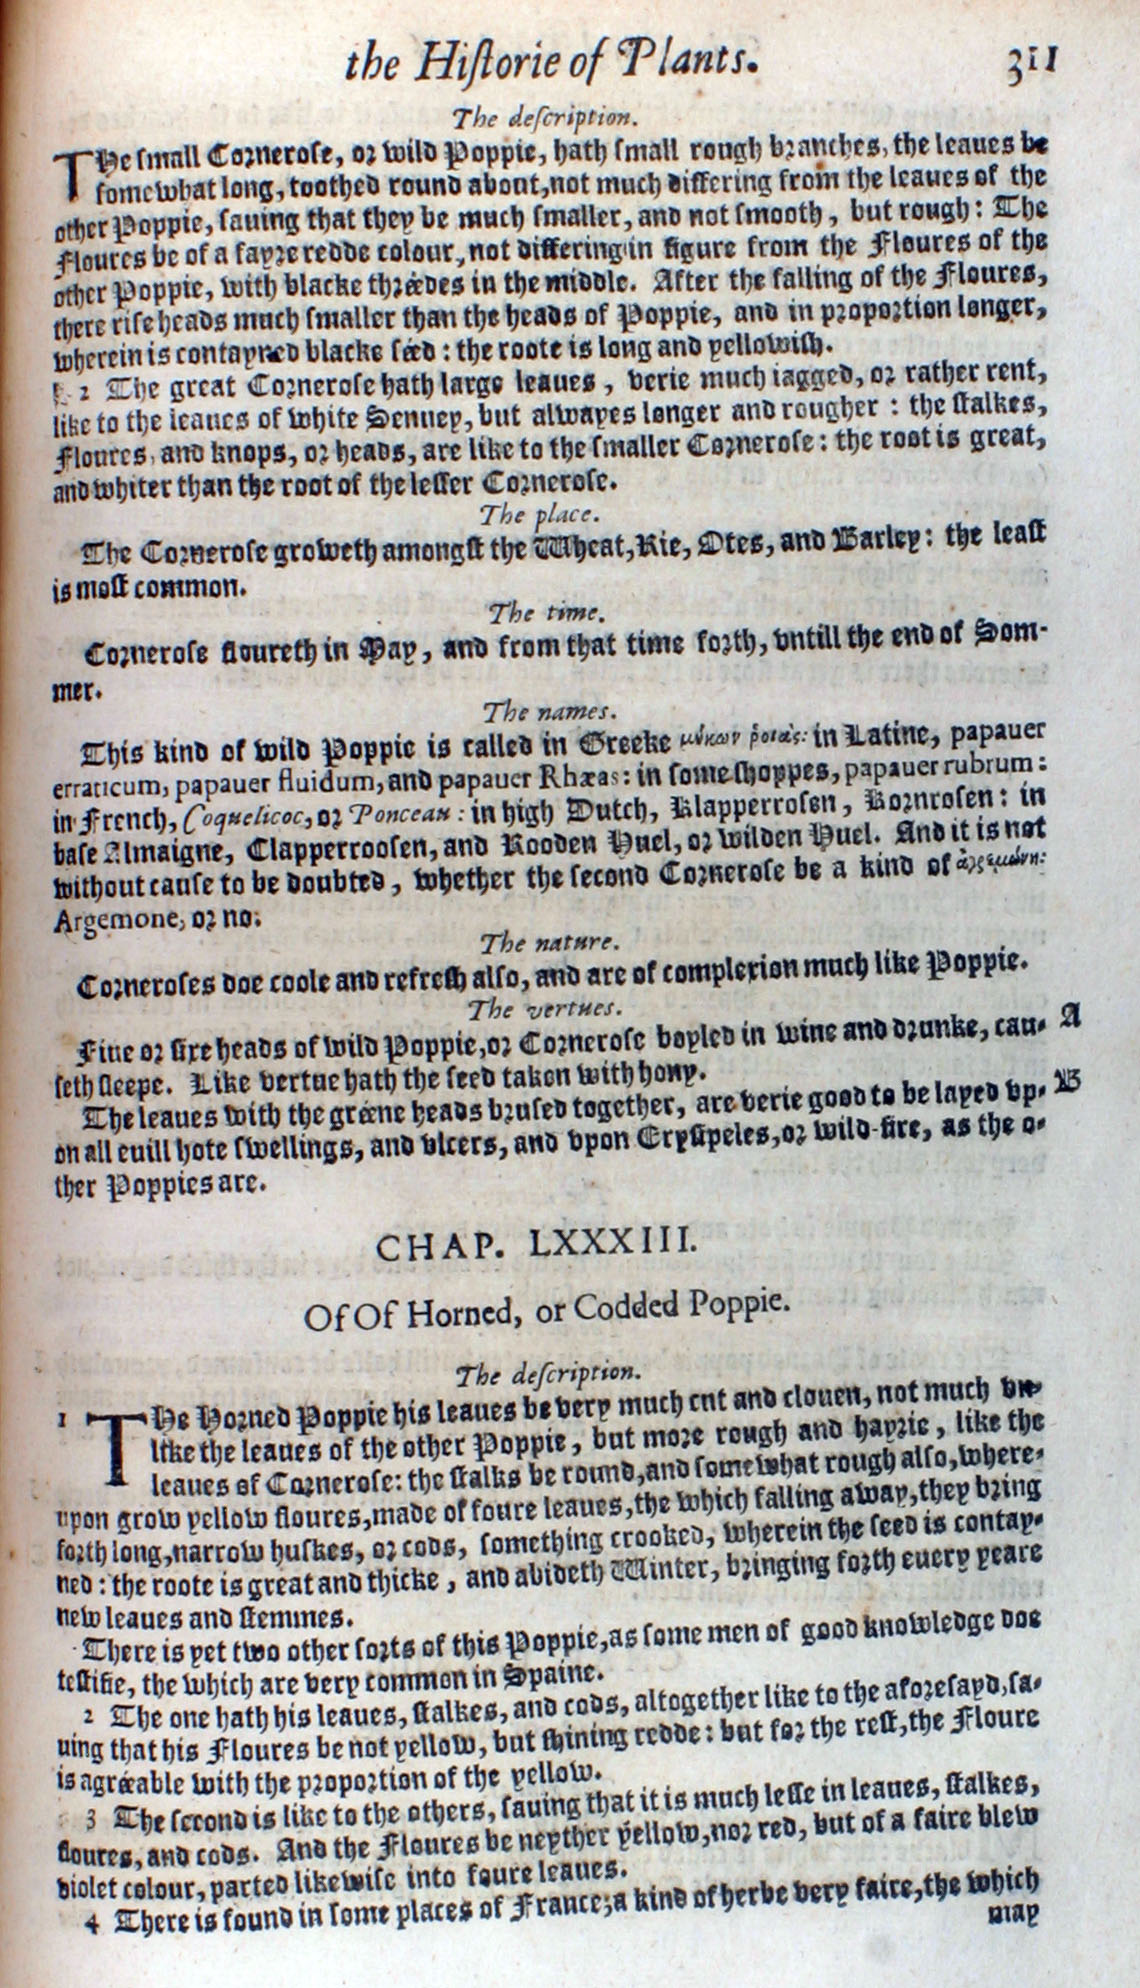 the Hiſtorie of Plants. 311
The deſcription.
THe ſmall Cornerose, or wild Poppie, hath ſmall rough branches, the leaues be
ſomewhat long, toothed round about, not much differing from the leaues of the
other Poppie, ſauing that they be much ſmaller, and not ſmooth, but rough: The
Floures be of a fayre redde colour, not differing in figure from the Floures of the
other Poppie, with blacke thréedes in the middle. After the falling of the Floures,
there riſe heads much ſmaller than the heads of Poppie, and in proportion longer,
wherein is contayned blacke séed: the roote is long and yellowiſh.
2 The great Cornerose hath large leaues, verie much iagged, or rather rent,
like to the leaues of white Senuey, but alwayes longer and rougher: the ſtalkes,
Floures, and knops, or heads, are like to the ſmaller Cornerose: the root is great,
and whiter than the root of the leſſer Cornerose.
The place.
The Cornerose groweth amongſt the Wheat, Rie, Otes, and Barley: the leaſt
is moſt common.
The time.
Cornerose floureth in May, and from that time forth, vntill the end of Som-
mer.
The names.
This kind of wild Poppie is called in Greeke μήκων ῥοιὰς: in Latine, papauer
erraticum, papauer fluidum, and papauer Rhæas: in ſome ſhoppes, papauer rubrum:
in French, Coquelicoc, or Ponceau: in high Dutch, Klapperroſen, Kornroſen: in
baſe Almaigne, Clapperrooſen, and Rooden Huel, or wilden Huel. And it is not
without cauſe to be doubted, whether the ſecond Cornerose be a kind of ἀργεμώνη:
Argemone, or no.
The nature.
Corneroſes doe coole and refreſh alſo, and are of complexion much like Poppie.
The vertues.
Fiue or ſixe heads of wild Poppie, or Cornerose boyled in wine and drunke, cau- A
ſeth ſleepe. Like vertue hath the ſeed taken with hony.
The leaues with the gréene heads bruſed together, are verie good to be layed vp- B
on all euill hote ſwellings, and vlcers, and vpon Eryſipeles, or wild-fire, as the o-
ther Poppies are.
CHAP. LXXXIII.
Of Of Horned, or Codded Poppie.
The deſcription.
1 THe Horned Poppie his leaues be very much cut and clouen, not much vn-
like the leaues of the other Poppie, but more rough and hayrie, like the
leaues of Cornerose: the ſtalks be round, and ſomewhat rough alſo, where-
upon grow yellow floures, made of foure leaues, the which falling away, they bring
forth long, narrow huſkes, or cods, ſomething crooked, wherein the ſeed is contay-
ned: the roote is great and thicke, and abideth Winter, bringing forth euery yeare
new leaues and ſtemmes.
There is yet two other ſorts of this Poppie, as ſome men of good knowledge doe
teſtifie, the which are very common in Spaine.
2 The one hath his leaues, ſtalkes, and cods, altogether like to the aforeſayd, ſa-
uing that his Floures be not yellow, but ſhining redde: but for the reſt, the Floure
is agréeable with the proportion of the yellow.
3 The ſecond is like to the others, ſauing that it is much leſſe in leaues, ſtalkes,
floures, and cods. And the Floures be neyther yellow, nor red, but of a faire blew
violet colour, parted likewiſe into foure leaues.
4 There is found in ſome places of France; a kind of herbe very faire, the which
may